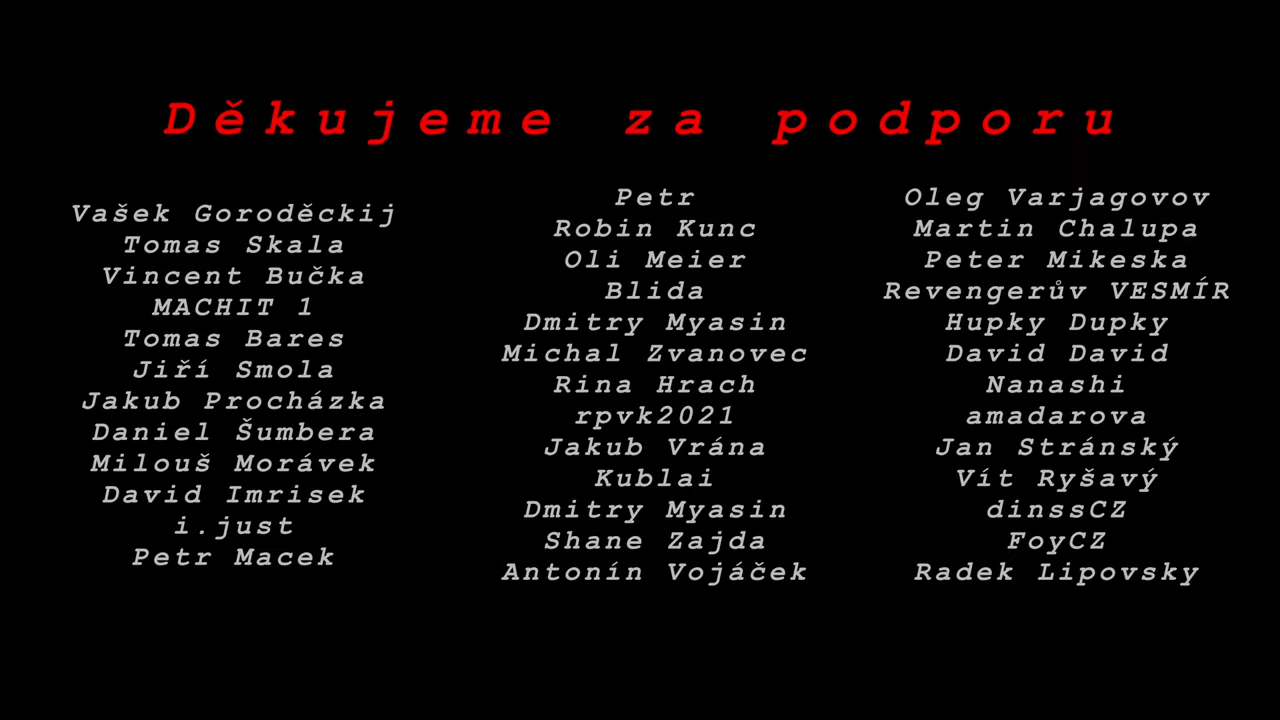 Děkujeme za podporu
Vašek Goroděckij
Tomas Skala
Vincent Bučka
MACHIT 1
Tomas Bares
Jiří Smola
Jakub Procházka
Daniel Šumbera
Milouš Morávek
David Imrisek
i.just
Petr Macek
Petr
Robin Kunc
Oli Meier
Blida
Dmitry Myasin
Michal Zvanovec
Rina Hrach
rpvk2021
Jakub Vrána
Kublai
Dmitry Myasin
Shane Zajda
Antonín Vojáček
Oleg Varjagovov
Martin Chalupa
Peter Mikeska
Revengerův VESMÍR
Hupky Dupky
David David
Nanashi
amadarova
Jan Stránský
Vít Ryšavý
dinssCZ
FoyCZ
Radek Lipovsky